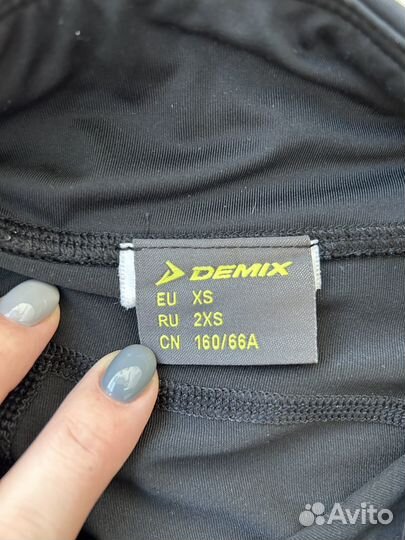 DEMIX
EU XS
RU 2XS
CN 160/66A
Avito